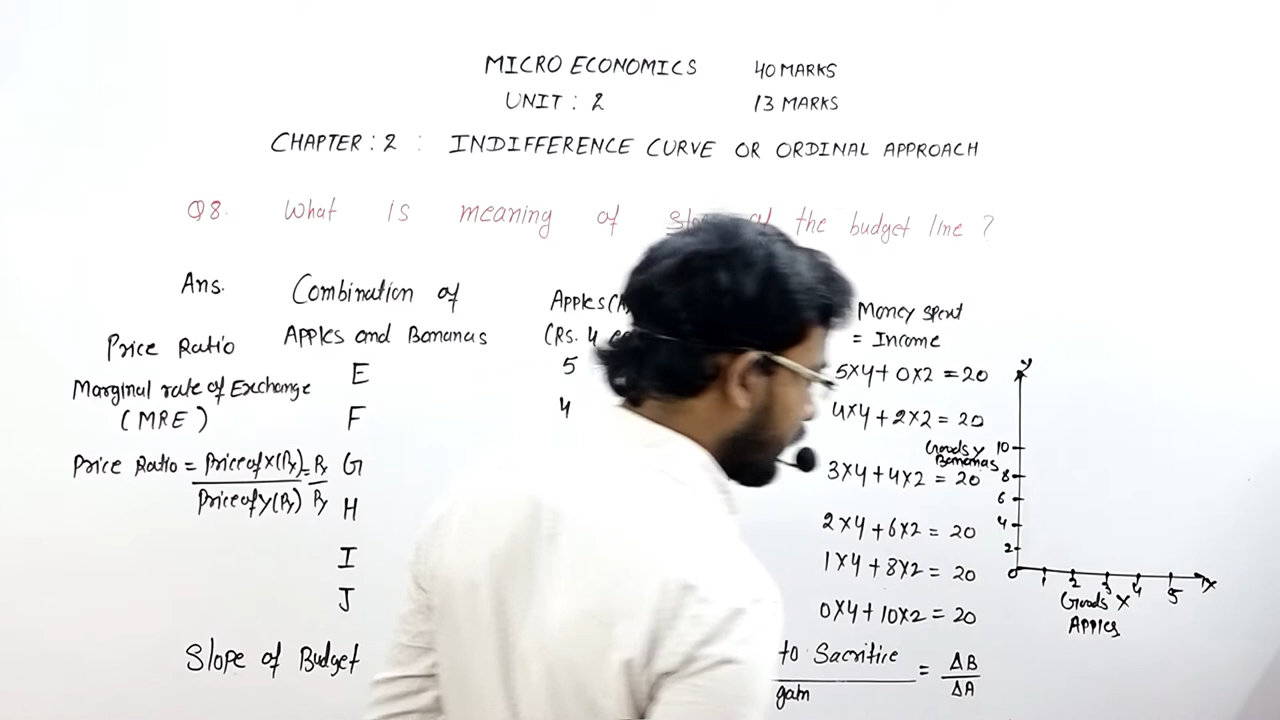 MICRO ECONOMICS 40 MARKS
UNIT : 2 13 MARKS
CHAPTER : 2 : INDIFFERENCE CURVE OR ORDINAL APPROACH
Q8. What is meaning of the budget line ?
Ans. Combination of
Apples and Bananas
Apples
(Rs. 4
Money spent
= Income
Price Ratio
Marginal rate of Exchange
(MRE)
Price Ratio = Price of X(Px) = Px
Price of Y(Py) Py
E 5 5X4 + 0X2 = 20
F 4 4X4 + 2X2 = 20
G 3X4 + 4X2 = 20
H 2X4 + 6X2 = 20
I 1X4 + 8X2 = 20
J 0X4 + 10X2 = 20
Slope of Budget
to Sacrifice = ΔB
gain ΔA
Y
Goods Y
Bananas
10
8
6
4
2
0 1 2 3 4 5 X
Goods X
Apples